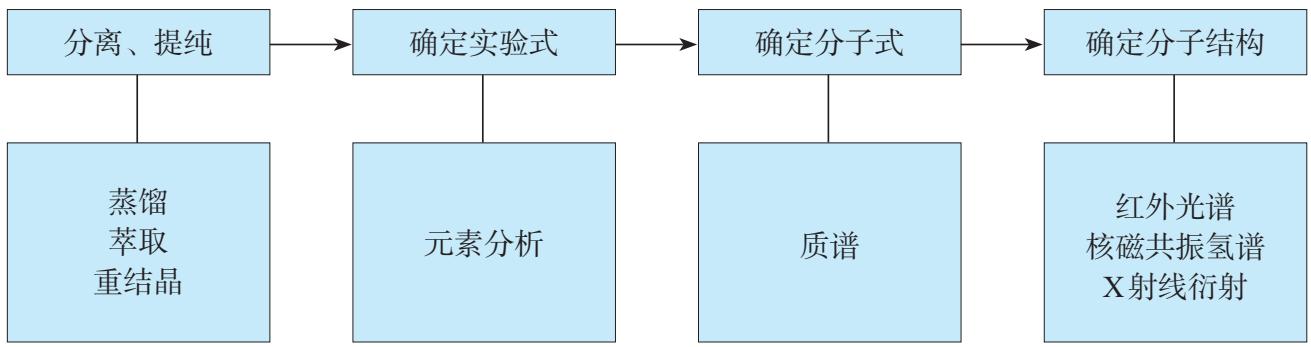 分离、提纯
确定实验式
确定分子式
确定分子结构
蒸馏
萃取
重结晶
元素分析
质谱
红外光谱
核磁共振氢谱
X射线衍射